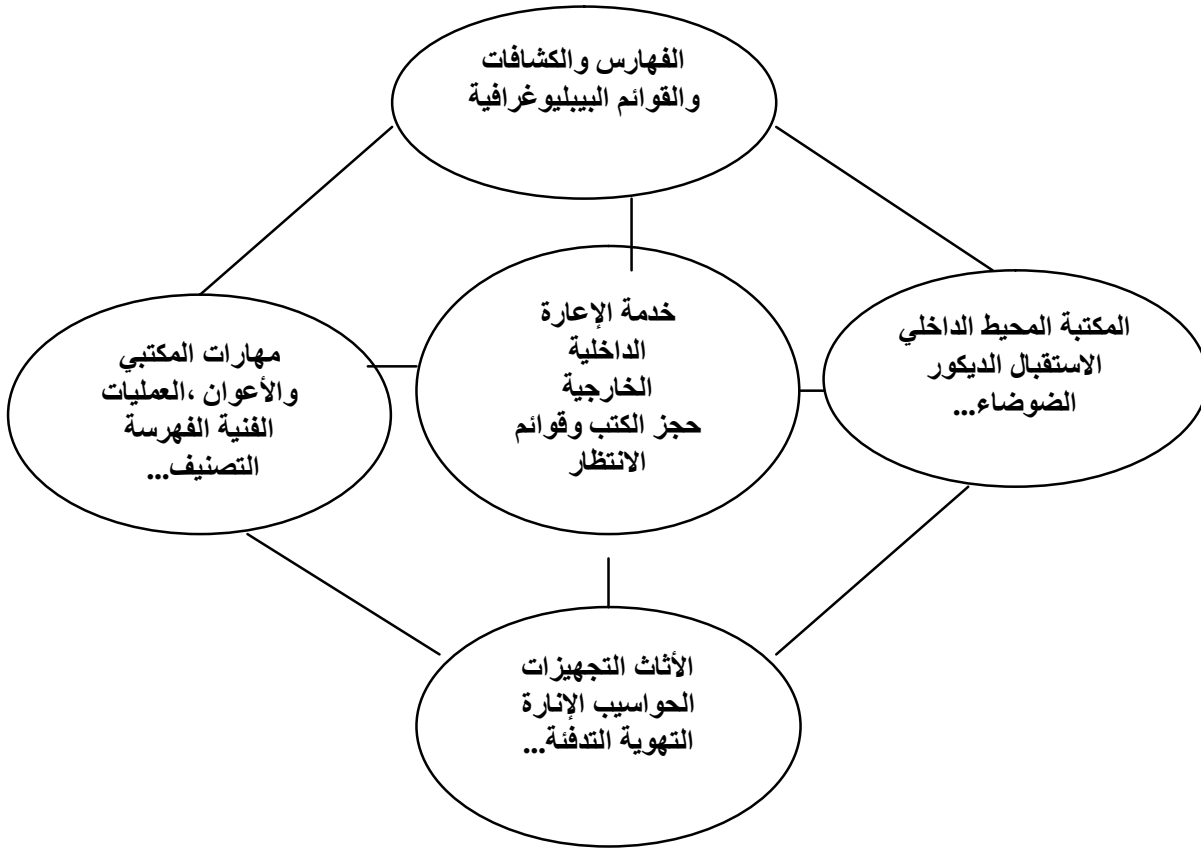 الفهارس والكشافات
والقوائم البيبليوغرافية
المكتبة المحيط الداخلي
الاستقبال الديكور
الضوضاء...
خدمة الإعارة
الداخلية
الخارجية
حجز الكتب وقوائم
الانتظار
مهارات المكتبي
والأعوان ،العمليات
الفنية الفهرسة
التصنيف...
الأثاث التجهيزات
الحواسيب الإنارة
التهوية التدفئة...